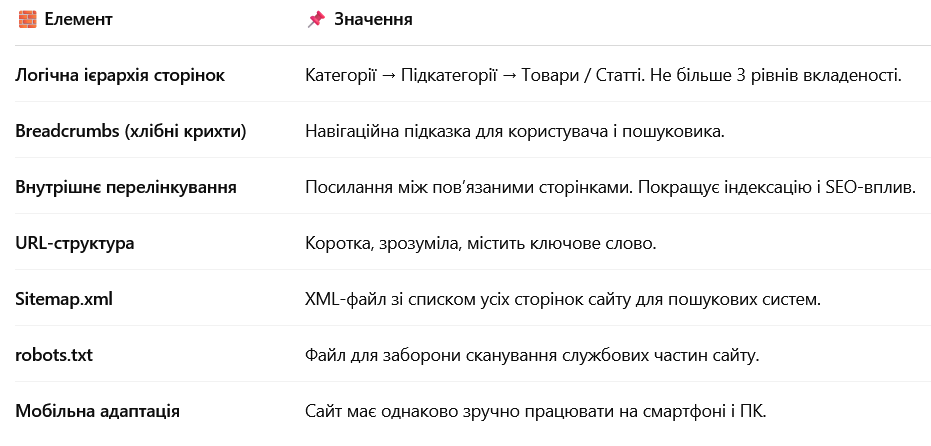 🧱 Елемент 📌 Значення
Логічна ієрархія сторінок Категорії → Підкатегорії → Товари / Статті. Не більше 3 рівнів вкладеності.
Breadcrumbs (хлібні крихти) Навігаційна підказка для користувача і пошуковика.
Внутрішнє перелінкування Посилання між пов’язаними сторінками. Покращує індексацію і SEO-вплив.
URL-структура Коротка, зрозуміла, містить ключове слово.
Sitemap.xml XML-файл зі списком усіх сторінок сайту для пошукових систем.
robots.txt Файл для заборони сканування службових частин сайту.
Мобільна адаптація Сайт має однаково зручно працювати на смартфоні і ПК.